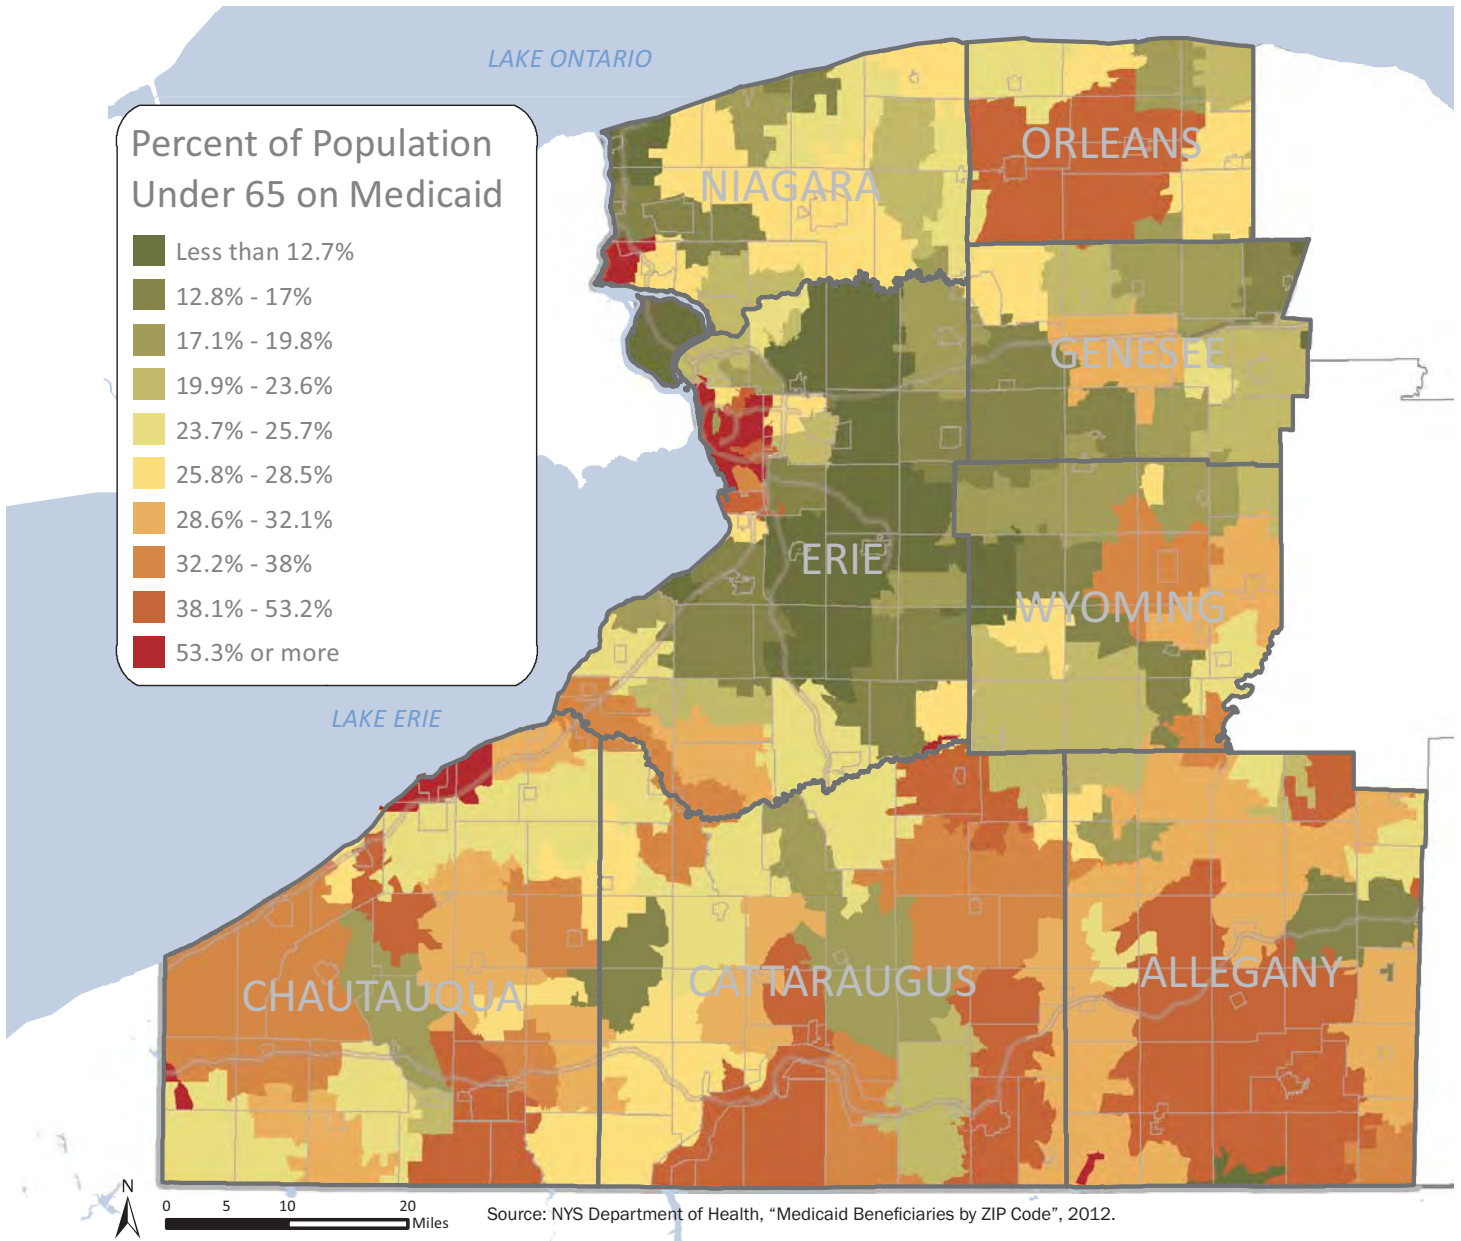 LAKE ONTARIO
Percent of Population
Under 65 on Medicaid
Less than 12.7%
12.8% - 17%
17.1% - 19.8%
19.9% - 23.6%
23.7% - 25.7%
25.8% - 28.5%
28.6% - 32.1%
32.2% - 38%
38.1% - 53.2%
53.3% or more
ORLEANS
NIAGARA
GENESEE
ERIE
WYOMING
LAKE ERIE
CHAUTAUQUA
CATTARAUGUS
ALLEGANY
N
0 5 10 20
Miles
Source: NYS Department of Health, “Medicaid Beneficiaries by ZIP Code”, 2012.